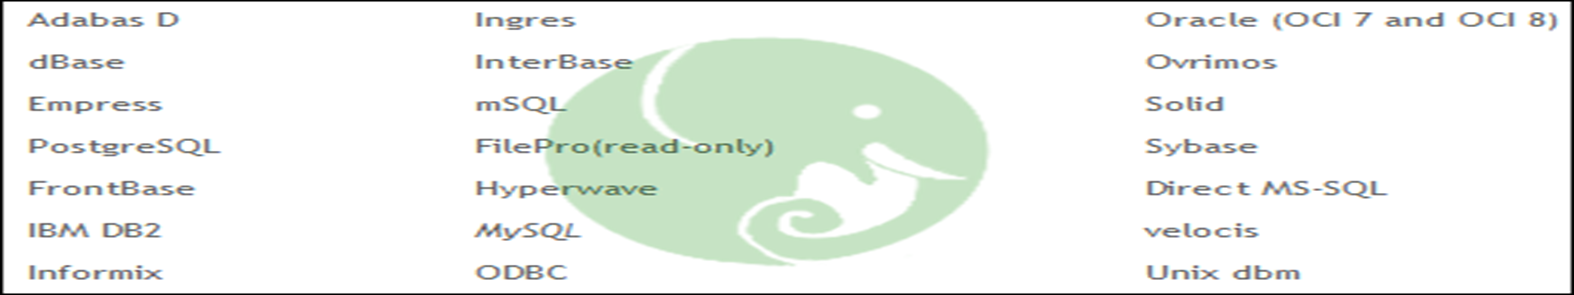 Adabas D Ingres Oracle (OCI 7 and OCI 8)
dBase InterBase Ovrimos
Empress mSQL Solid
PostgreSQL FilePro(read-only) Sybase
FrontBase Hyperwave Direct MS-SQL
IBM DB2 MySQL velocis
Informix ODBC Unix dbm